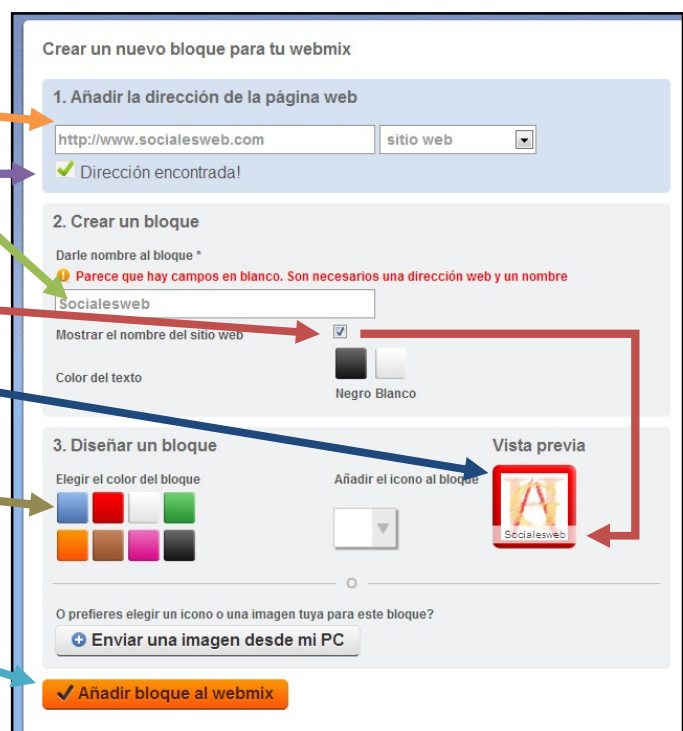 Crear un nuevo bloque para tu webmix
1. Añadir la dirección de la página web
http://www.socialesweb.com sitio web
Dirección encontrada!
2. Crear un bloque
Darle nombre al bloque *
Parece que hay campos en blanco. Son necesarios una dirección web y un nombre
Socialesweb
Mostrar el nombre del sitio web
Color del texto
Negro Blanco
3. Diseñar un bloque Vista previa
Elegir el color del bloque Añadir el icono al bloque
Socialesweb
O
O prefieres elegir un icono o una imagen tuya para este bloque?
Enviar una imagen desde mi PC
Añadir bloque al webmix